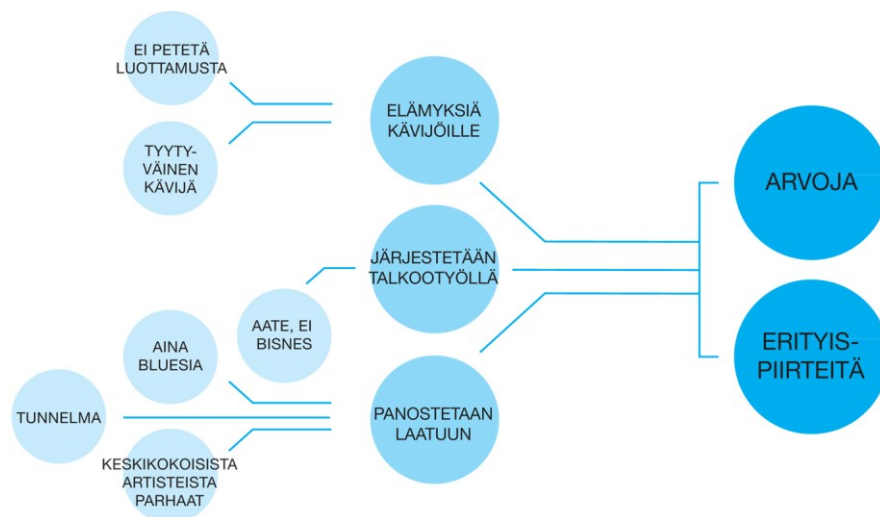 EI PETETÄ
LUOTTAMUSTA
TYYTY-
VÄINEN
KÄVIJÄ
ELÄMYKSIÄ
KÄVIJÖILLE
ARVOJA
JÄRJESTETÄÄN
TALKOOTYÖLLÄ
AATE, EI
BISNES
ERITYIS-
PIIRTEITÄ
AINA
BLUESIA
TUNNELMA
KESKIKOKOISISTA
ARTISTEISTA
PARHAAT
PANOSTETAAN
LAATUUN